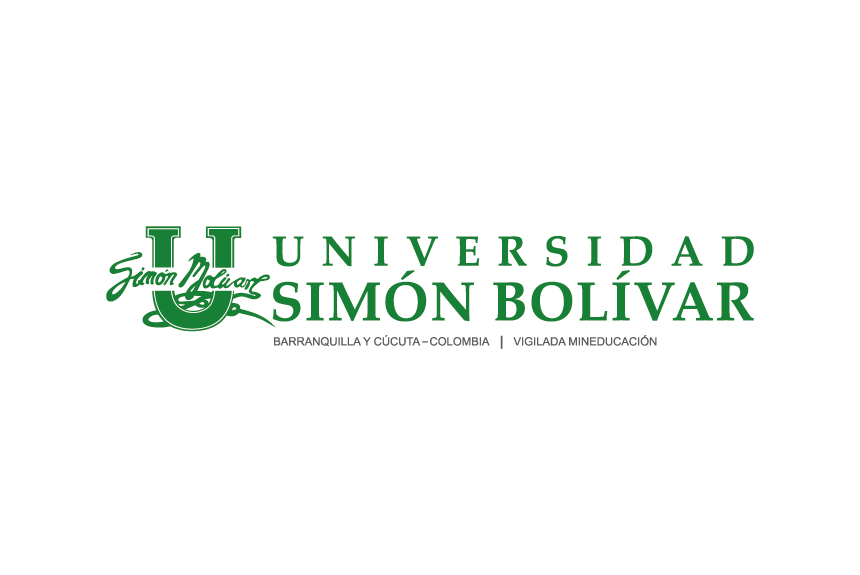 U
Simón Bolívar
UNIVERSIDAD
SIMÓN BOLÍVAR
BARRANQUILLA Y CÚCUTA – COLOMBIA | VIGILADA MINEDUCACIÓN